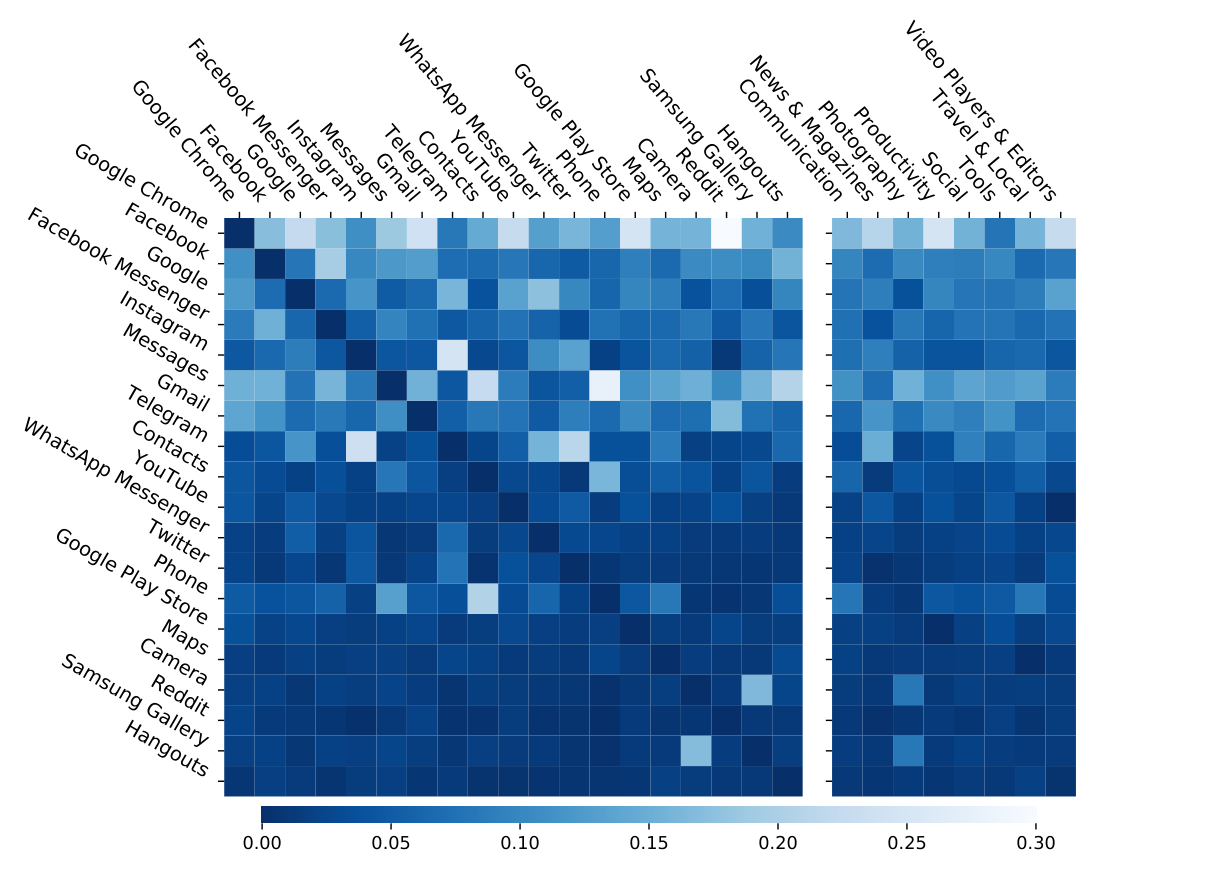 Google Chrome
Facebook
Google
Facebook Messenger
Instagram
Messages
Gmail
Telegram
Contacts
YouTube
WhatsApp Messenger
Twitter
Phone
Google Play Store
Maps
Camera
Reddit
Samsung Gallery
Hangouts
Communication
News & Magazines
Photography
Productivity
Social
Tools
Travel & Local
Video Players & Editors
Google Chrome
Facebook
Google
Facebook Messenger
Instagram
Messages
Gmail
Telegram
Contacts
YouTube
WhatsApp Messenger
Twitter
Phone
Google Play Store
Maps
Camera
Reddit
Samsung Gallery
Hangouts
0.00 0.05 0.10 0.15 0.20 0.25 0.30